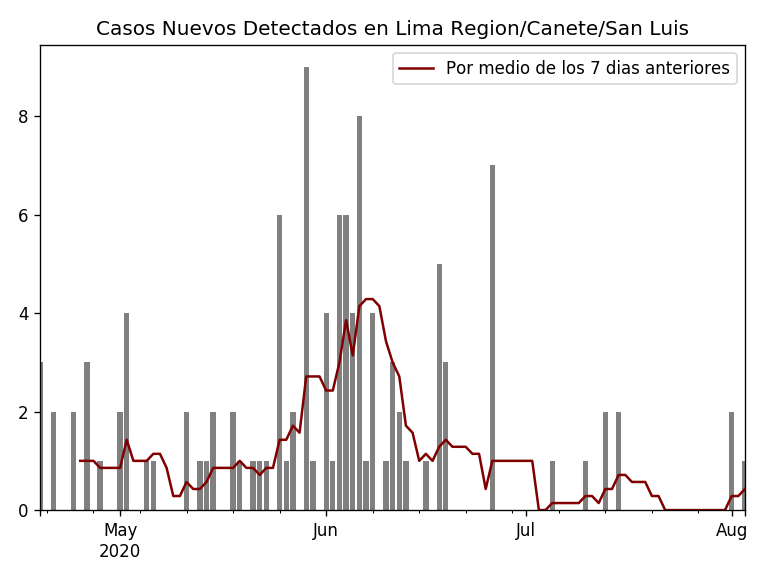 Casos Nuevos Detectados en Lima Region/Canete/San Luis
Por medio de los 7 dias anteriores
8
6
4
2
0
May Jun Jul Aug
2020